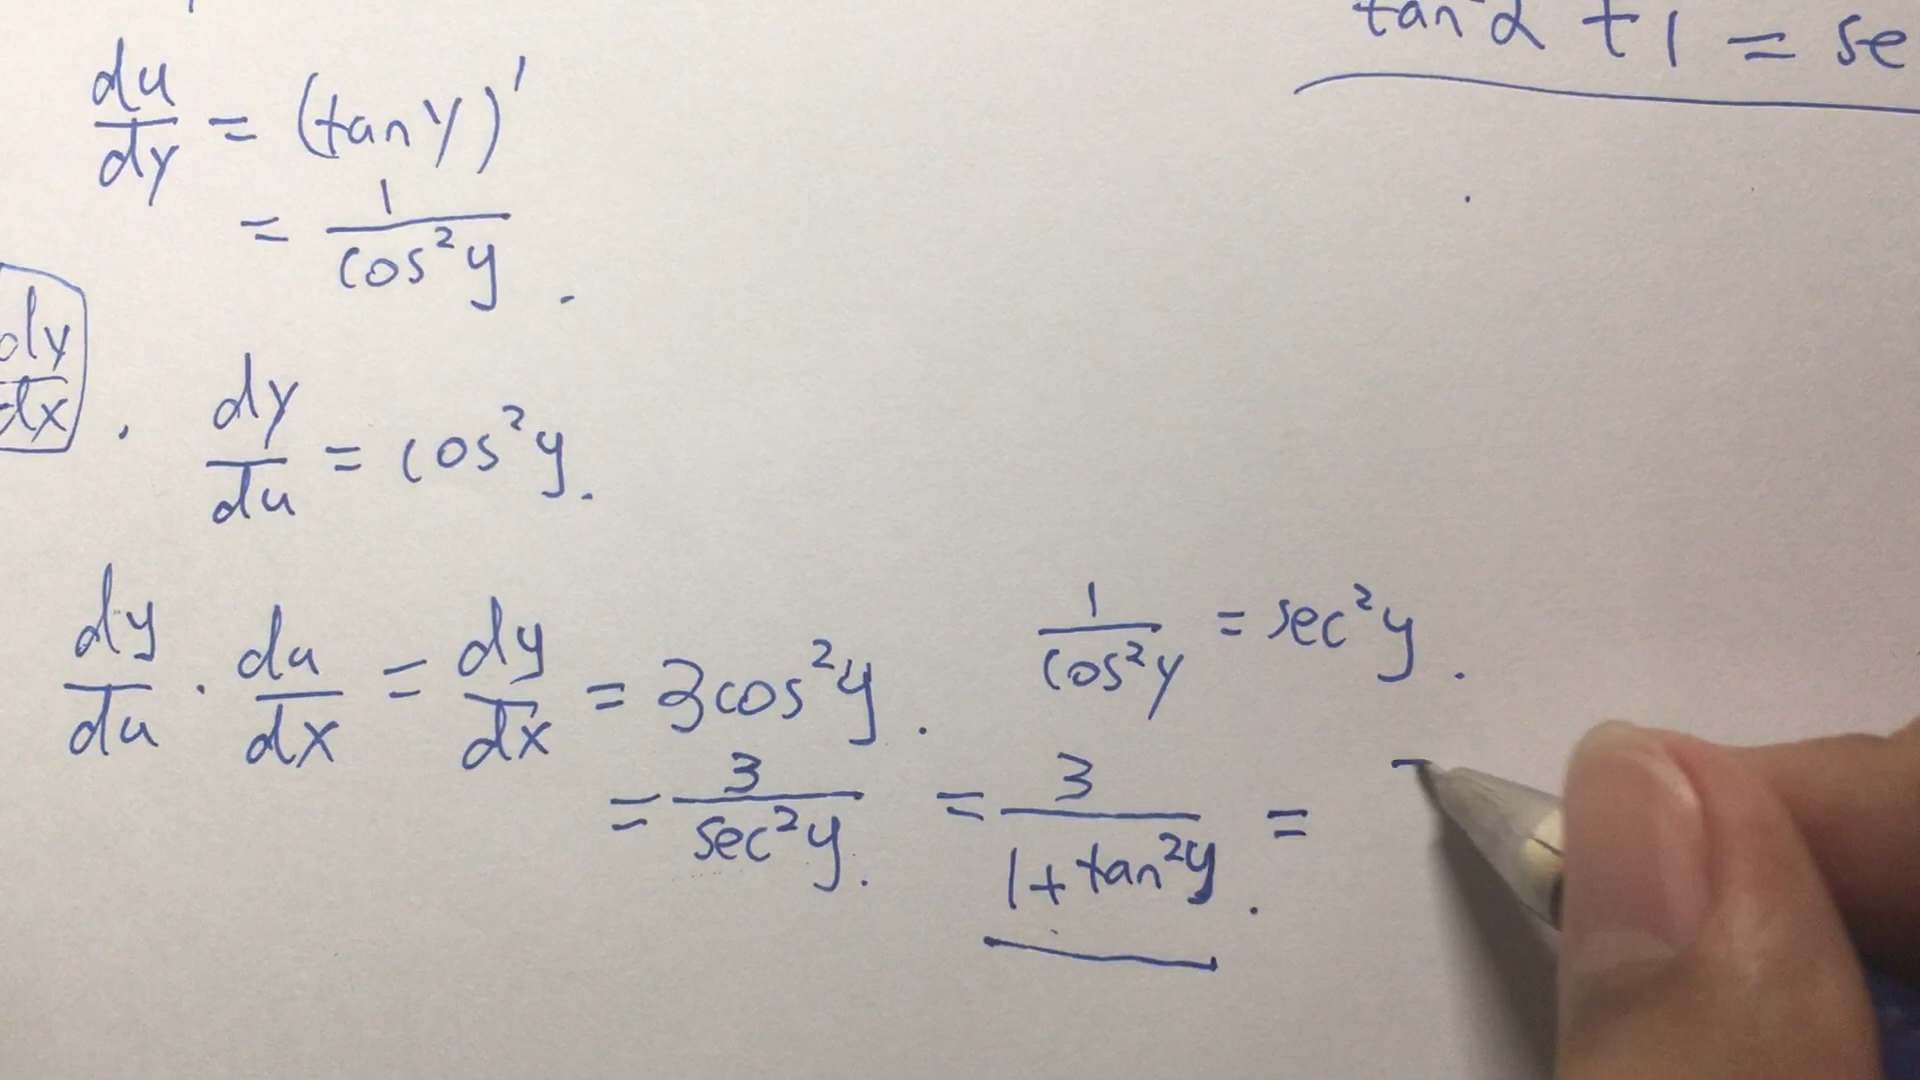 tan²α + 1 = se
du/dy = (tan y)'
= 1/cos²y .
dy/dx . dy/du = cos²y.
1/cos²y = sec²y.
dy/du · du/dx = dy/dx = 3cos²y.
= 3/sec²y. = 3/1+tan²y. =